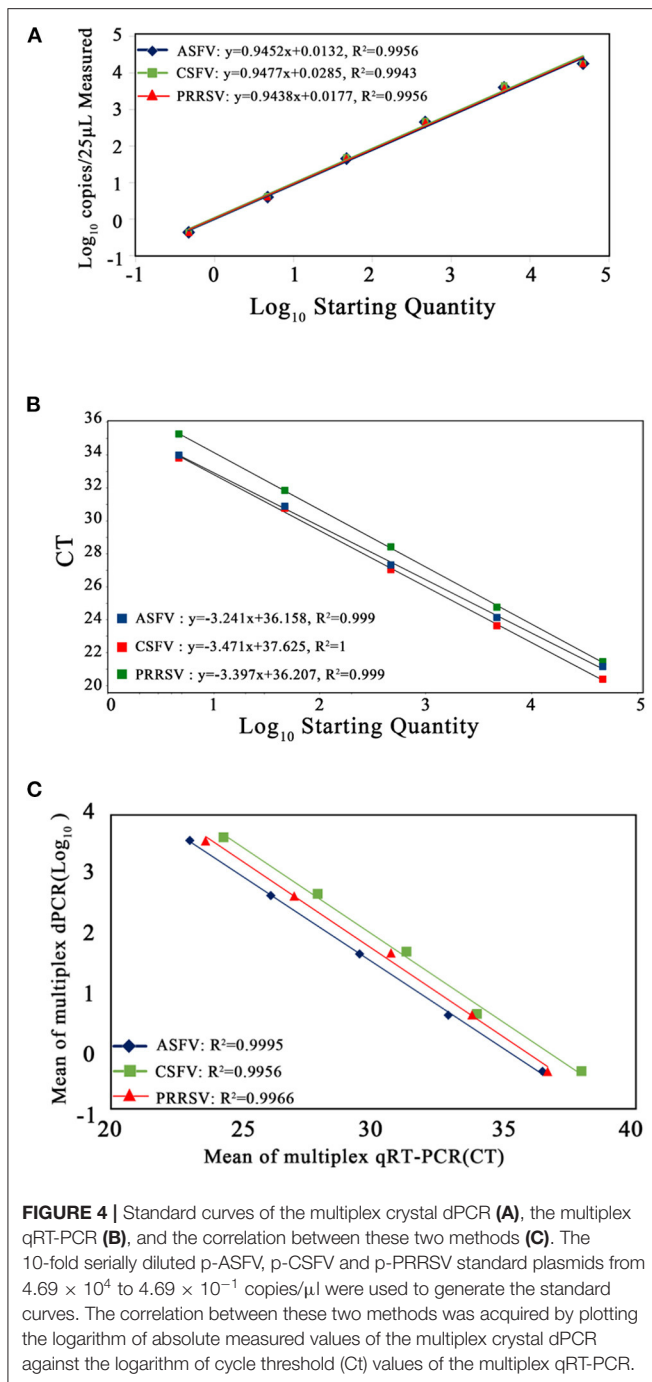 A
5
4
3
2
1
0
-1
Log₁₀ copies/25µL Measured
ASFV: y=0.9452x+0.0132, R²=0.9956
CSFV: y=0.9477x+0.0285, R²=0.9943
PRRSV: y=0.9438x+0.0177, R²=0.9956
-1 0 1 2 3 4 5
Log₁₀ Starting Quantity
B
36
34
30
28
26
24
22
20
CT
ASFV : y=-3.241x+36.158, R²=0.999
CSFV : y=-3.471x+37.625, R²=1
PRRSV : y=-3.397x+36.207, R²=0.999
0 1 2 3 4 5
Log₁₀ Starting Quantity
C
4
3
2
1
0
-1
Mean of multiplex dPCR(Log₁₀)
ASFV: R²=0.9995
CSFV: R²=0.9956
PRRSV: R²=0.9966
20 25 30 35 40
Mean of multiplex qRT-PCR(CT)
FIGURE 4 | Standard curves of the multiplex crystal dPCR (A), the multiplex
qRT-PCR (B), and the correlation between these two methods (C). The
10-fold serially diluted p-ASFV, p-CSFV and p-PRRSV standard plasmids from
4.69 × 10⁴ to 4.69 × 10⁻¹ copies/µl were used to generate the standard
curves. The correlation between these two methods was acquired by plotting
the logarithm of absolute measured values of the multiplex crystal dPCR
against the logarithm of cycle threshold (Ct) values of the multiplex qRT-PCR.